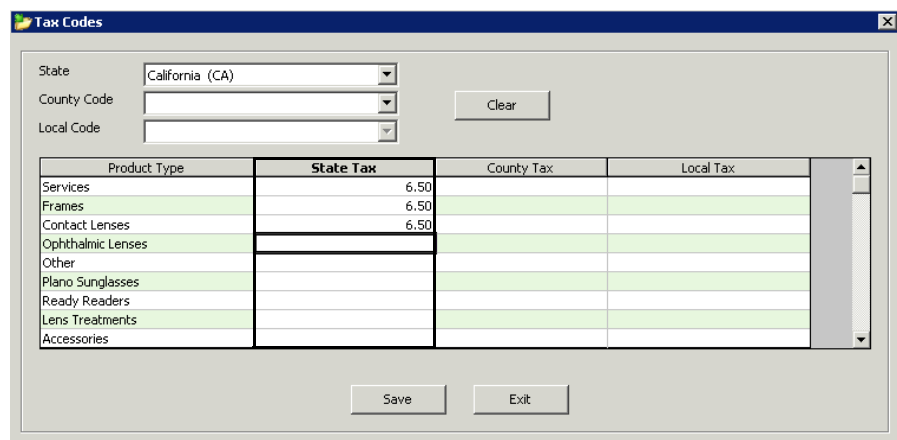 Tax Codes
State California (CA)
County Code
Clear
Local Code
Product Type State Tax County Tax Local Tax
Services 6.50
Frames 6.50
Contact Lenses 6.50
Ophthalmic Lenses
Other
Plano Sunglasses
Ready Readers
Lens Treatments
Accessories
Save Exit